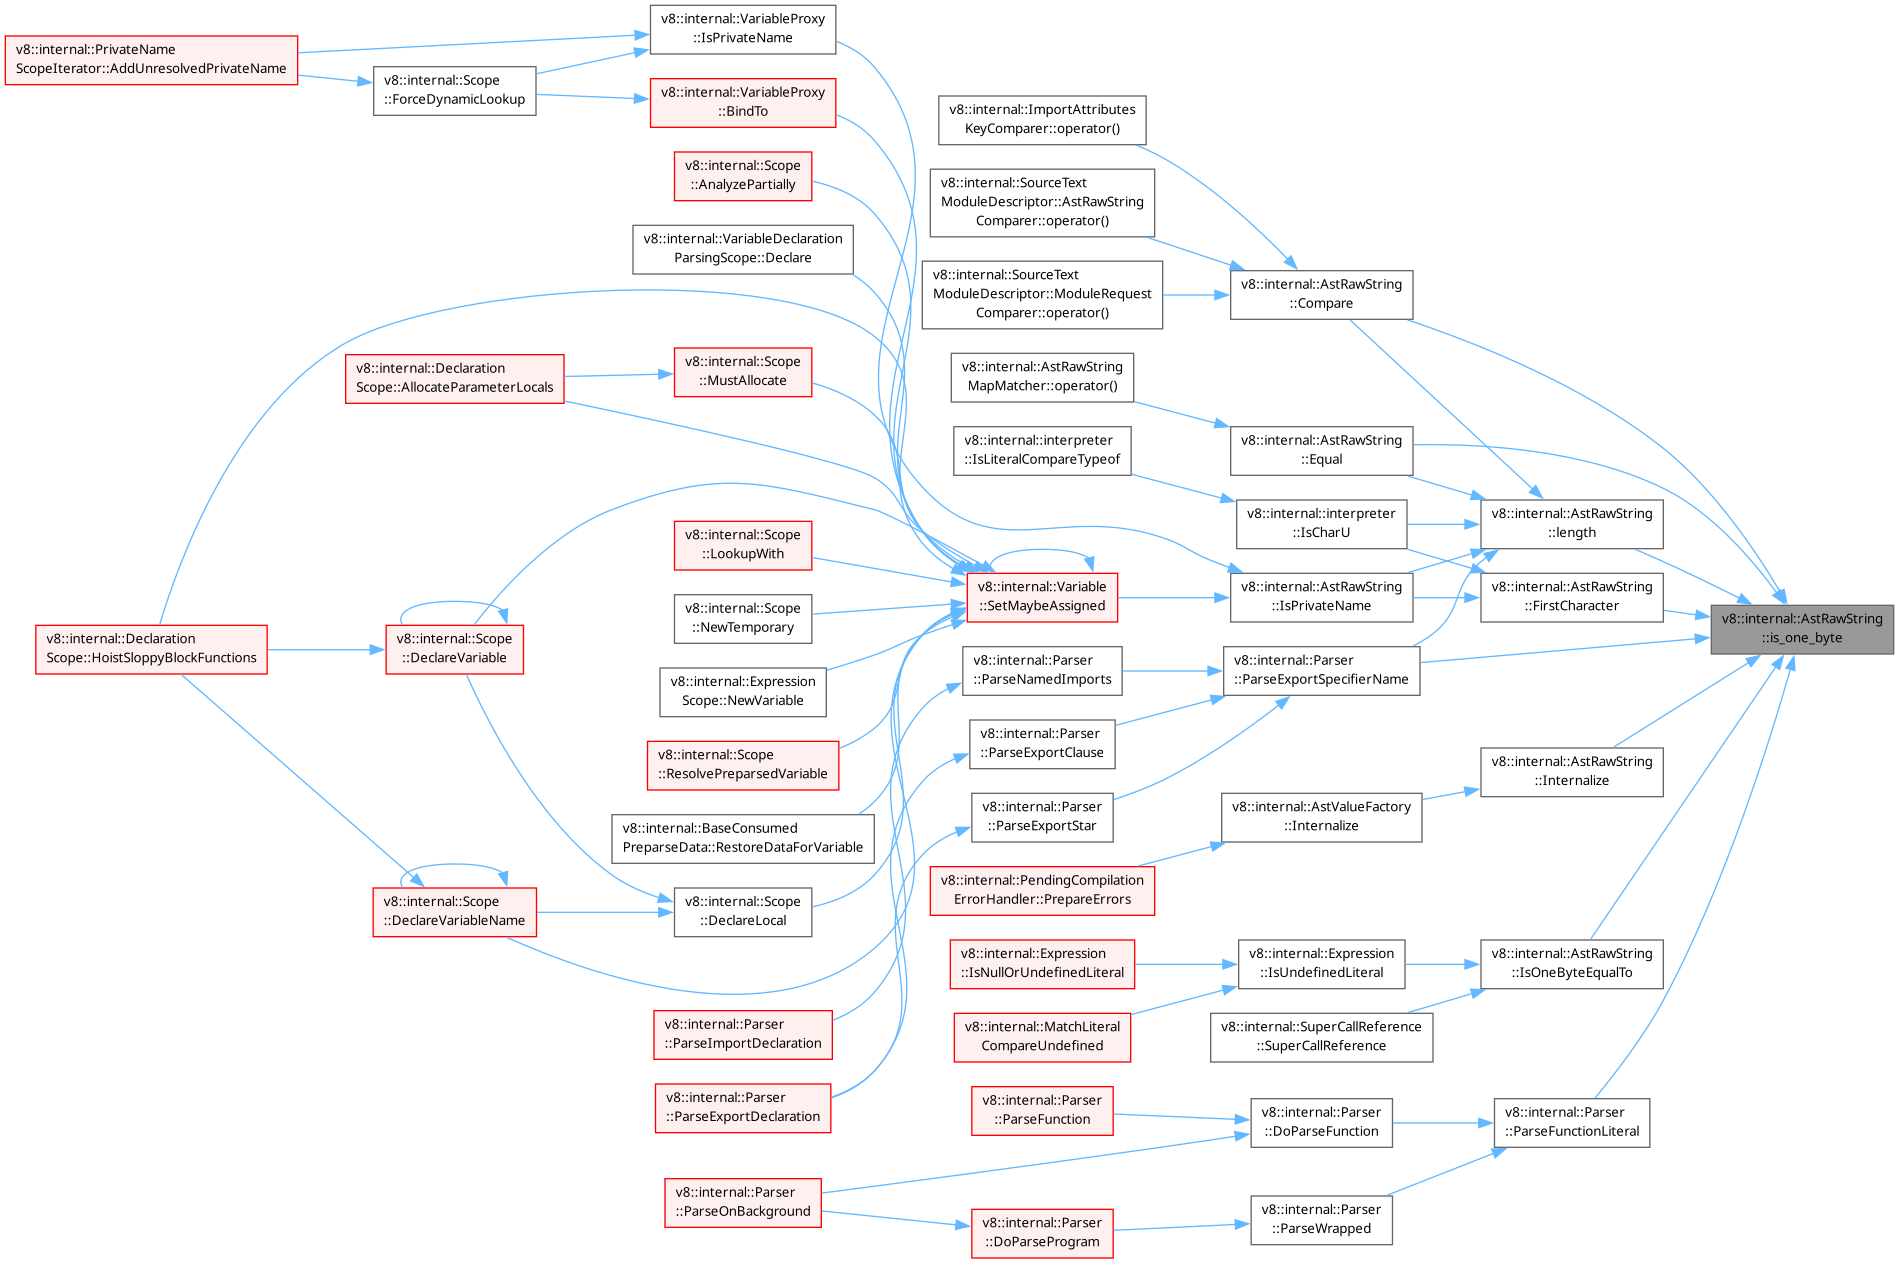 v8::internal::VariableProxy
::IsPrivateName
v8::internal::PrivateName
ScopeIterator::AddUnresolvedPrivateName
v8::internal::Scope
::ForceDynamicLookup
v8::internal::VariableProxy
::BindTo
v8::internal::ImportAttributes
KeyComparer::operator()
v8::internal::Scope
::AnalyzePartially
v8::internal::SourceText
ModuleDescriptor::AstRawString
Comparer::operator()
v8::internal::VariableDeclaration
ParsingScope::Declare
v8::internal::SourceText
ModuleDescriptor::ModuleRequest
Comparer::operator()
v8::internal::AstRawString
::Compare
v8::internal::Declaration
Scope::AllocateParameterLocals
v8::internal::Scope
::MustAllocate
v8::internal::AstRawString
MapMatcher::operator()
v8::internal::interpreter
::IsLiteralCompareTypeof
v8::internal::AstRawString
::Equal
v8::internal::Scope
::LookupWith
v8::internal::interpreter
::IsCharU
v8::internal::AstRawString
::length
v8::internal::Variable
::SetMaybeAssigned
v8::internal::AstRawString
::IsPrivateName
v8::internal::AstRawString
::FirstCharacter
v8::internal::AstRawString
::is_one_byte
v8::internal::Scope
::NewTemporary
v8::internal::Declaration
Scope::HoistSloppyBlockFunctions
v8::internal::Scope
::DeclareVariable
v8::internal::Expression
Scope::NewVariable
v8::internal::Parser
::ParseNamedImports
v8::internal::Parser
::ParseExportSpecifierName
v8::internal::Scope
::ResolvePreparsedVariable
v8::internal::Parser
::ParseExportClause
v8::internal::AstRawString
::Internalize
v8::internal::BaseConsumed
PreparseData::RestoreDataForVariable
v8::internal::Parser
::ParseExportStar
v8::internal::AstValueFactory
::Internalize
v8::internal::Scope
::DeclareVariableName
v8::internal::Scope
::DeclareLocal
v8::internal::PendingCompilation
ErrorHandler::PrepareErrors
v8::internal::Expression
::IsNullOrUndefinedLiteral
v8::internal::Expression
::IsUndefinedLiteral
v8::internal::AstRawString
::IsOneByteEqualTo
v8::internal::Parser
::ParseImportDeclaration
v8::internal::MatchLiteral
CompareUndefined
v8::internal::SuperCallReference
::SuperCallReference
v8::internal::Parser
::ParseExportDeclaration
v8::internal::Parser
::ParseFunction
v8::internal::Parser
::DoParseFunction
v8::internal::Parser
::ParseFunctionLiteral
v8::internal::Parser
::ParseOnBackground
v8::internal::Parser
::DoParseProgram
v8::internal::Parser
::ParseWrapped